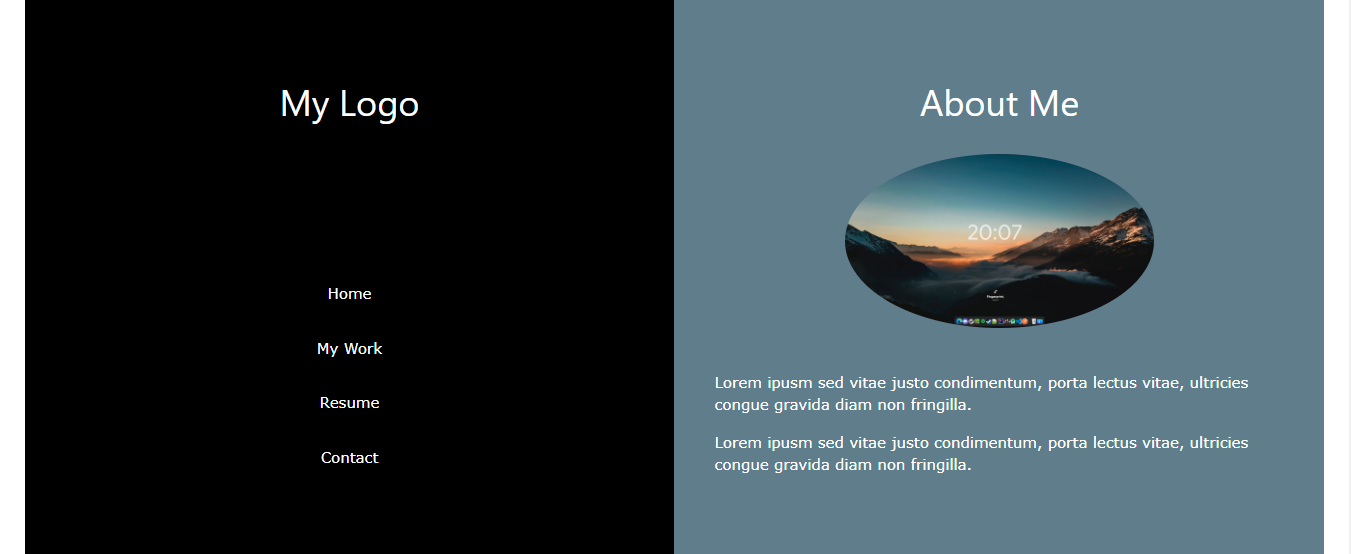 My Logo
Home
My Work
Resume
Contact
About Me
20:07
Fingerprints
Lorem ipusm sed vitae justo condimentum, porta lectus vitae, ultricies
congue gravida diam non fringilla.
Lorem ipusm sed vitae justo condimentum, porta lectus vitae, ultricies
congue gravida diam non fringilla.